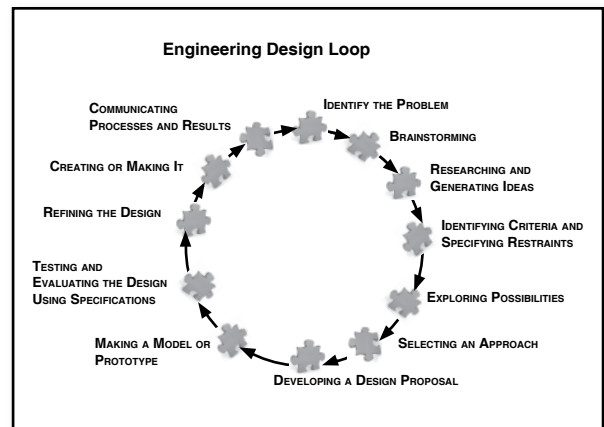 Engineering Design Loop
IDENTIFY THE PROBLEM
BRAINSTORMING
RESEARCHING AND
GENERATING IDEAS
IDENTIFYING CRITERIA AND
SPECIFYING RESTRAINTS
EXPLORING POSSIBILITIES
SELECTING AN APPROACH
DEVELOPING A DESIGN PROPOSAL
MAKING A MODEL OR
PROTOTYPE
TESTING AND
EVALUATING THE DESIGN
USING SPECIFICATIONS
REFINING THE DESIGN
CREATING OR MAKING IT
COMMUNICATING
PROCESSES AND RESULTS